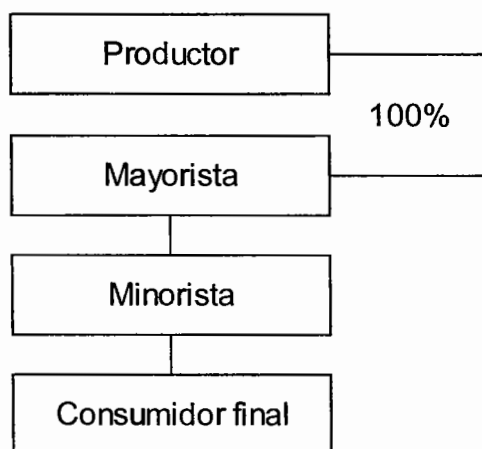 Productor
100%
Mayorista
Minorista
Consumidor final